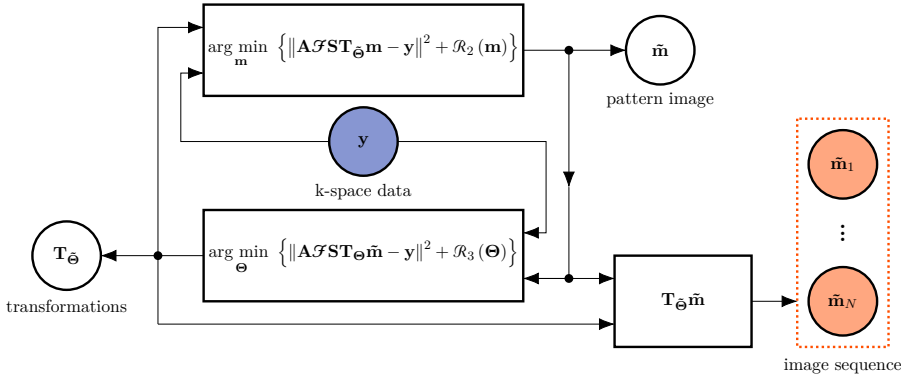 arg min_𝐦 {‖𝐀ℱ𝐒𝐓_𝚯̃ 𝐦 − 𝐲‖² + ℛ₂ (𝐦)}
𝐦̃
pattern image
𝐲
k-space data
𝐦̃₁
⋮
𝐓_𝚯̃
transformations
arg min_𝚯 {‖𝐀ℱ𝐒𝐓_𝚯 𝐦̃ − 𝐲‖² + ℛ₃ (𝚯)}
𝐓_𝚯̃ 𝐦̃
𝐦̃_N
image sequence